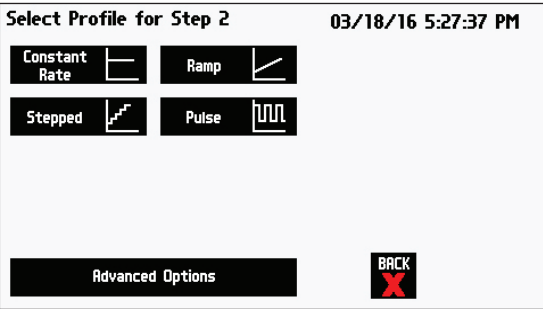 Select Profile for Step 2
03/18/16 5:27:37 PM
Constant
Rate
Ramp
Stepped
Pulse
Advanced Options
BACK
X